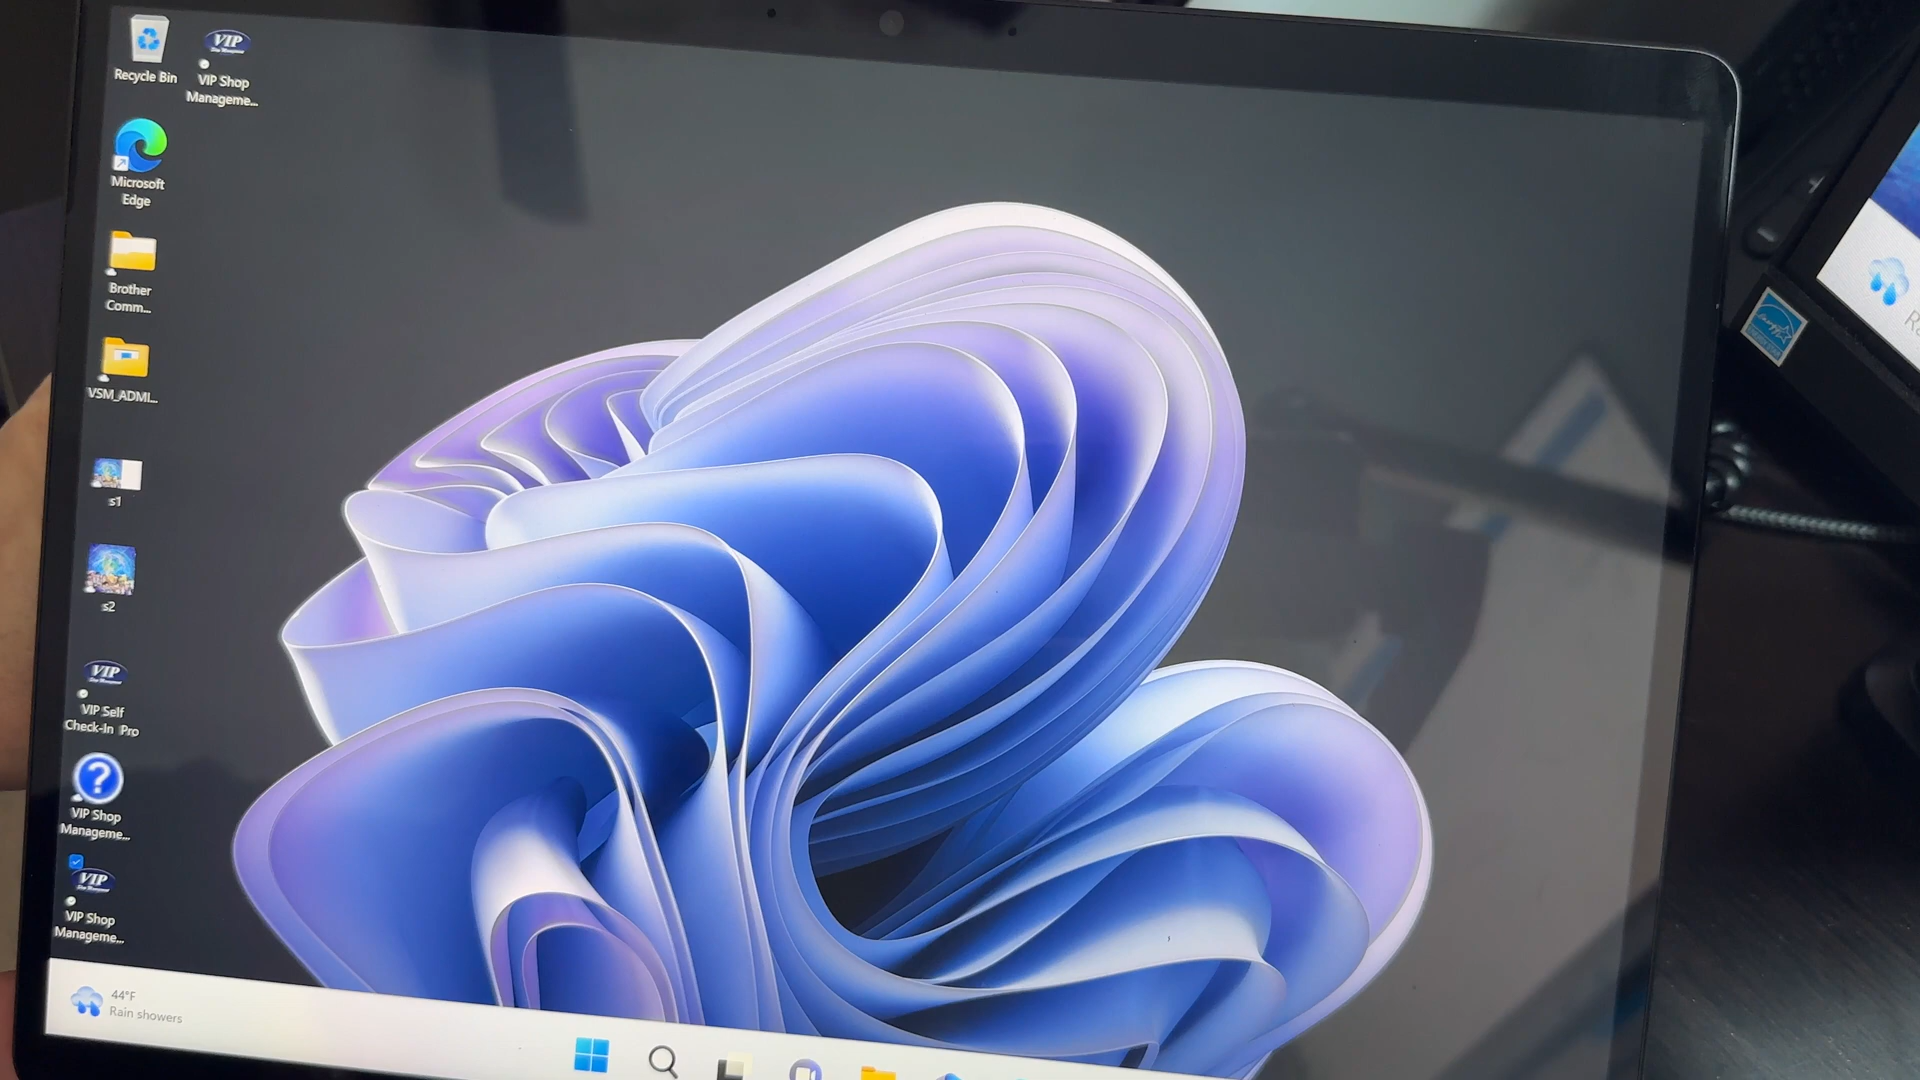 Recycle Bin
VIP
VIP Shop
Manageme...
Microsoft
Edge
Brother
Comm...
VSM_ADMI...
s1
s2
VIP
VIP Self
Check-In Pro
?
VIP Shop
Manageme...
VIP
VIP Shop
Manageme...
44°F
Rain showers